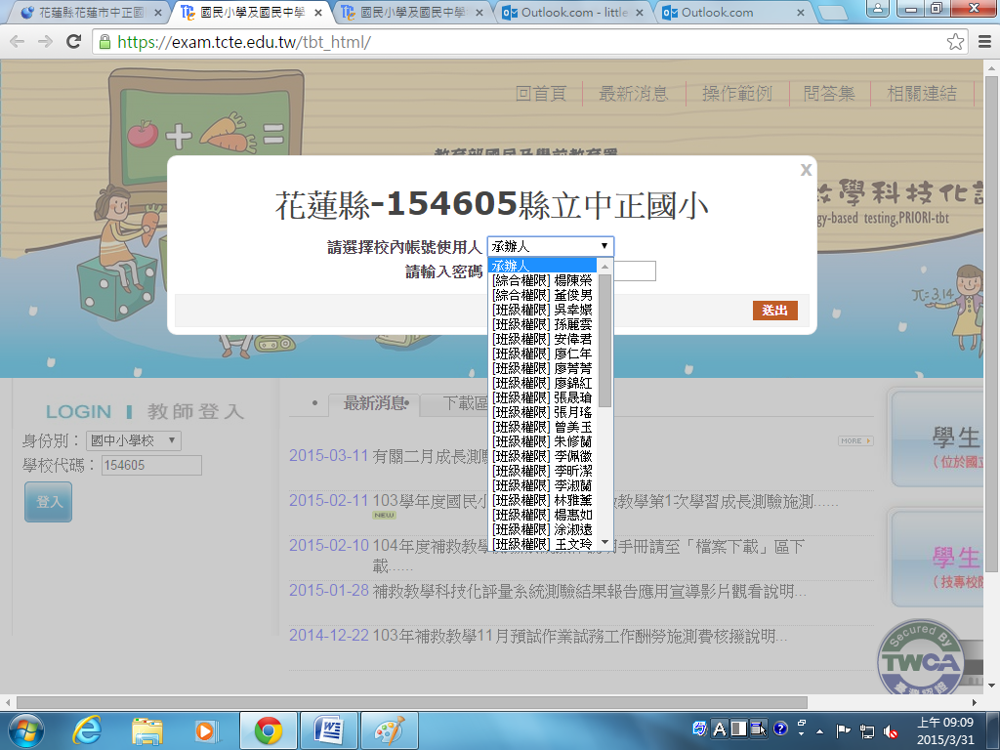 花蓮縣花蓮市中正國
國民小學及國民中學
國民小學及國民中學
Outlook.com - little
Outlook.com
https://exam.tcte.edu.tw/tbt_html/
回首頁
最新消息
操作範例
問答集
相關連結
教育部國民及學前教育署
教學科技化評
gy-based testing,PRIORI-tbt
π=3.14
x
花蓮縣-154605縣立中正國小
請選擇校內帳號使用人 承辦人
請輸入密碼
承辦人
[綜合權限] 楊陳榮
[綜合權限] 董俊男
[班級權限] 吳幸嬛
[班級權限] 孫麗雲
[班級權限] 安偉君
[班級權限] 廖仁年
[班級權限] 廖菁菁
[班級權限] 廖錦紅
[班級權限] 張晟瑲
[班級權限] 張月瑤
[班級權限] 曾美玉
[班級權限] 朱修蘭
[班級權限] 李佩徽
[班級權限] 李昕潔
[班級權限] 李淑蘭
[班級權限] 林雅薰
[班級權限] 楊惠如
[班級權限] 涂淑遠
[班級權限] 王文玲
送出
LOGIN 教師登入
身份別： 國中小學校
學校代碼： 154605
登入
最新消息
下載區
MORE
2015-03-11 有關二月成長測驗
2015-02-11 103學年度國民小
教學第1次學習成長測驗施測......
NEW
2015-02-10 104年度補救教學
手冊請至「檔案下載」區下
載......
2015-01-28 補救教學科技化評量系統測驗結果報告應用宣導影片觀看說明...
2014-12-22 103年補救教學11月預試作業試務工作酬勞施測費核撥說明...
學生
(位於國立
學生
(技專校院
Secured By
TWCA
上午 09:09
2015/3/31